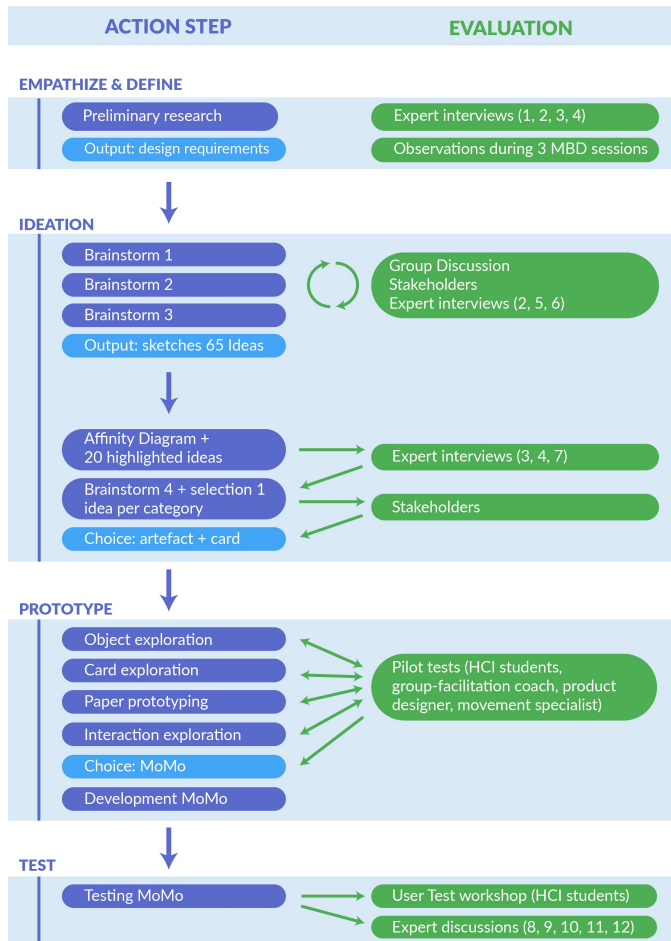 ACTION STEP
EVALUATION
EMPATHIZE & DEFINE
Preliminary research
Expert interviews (1, 2, 3, 4)
Output: design requirements
Observations during 3 MBD sessions
IDEATION
Brainstorm 1
Brainstorm 2
Brainstorm 3
Output: sketches 65 Ideas
Group Discussion
Stakeholders
Expert interviews (2, 5, 6)
Affinity Diagram +
20 highlighted ideas
Expert interviews (3, 4, 7)
Brainstorm 4 + selection 1
idea per category
Stakeholders
Choice: artefact + card
PROTOTYPE
Object exploration
Card exploration
Paper prototyping
Interaction exploration
Choice: MoMo
Development MoMo
Pilot tests (HCI students,
group-facilitation coach, product
designer, movement specialist)
TEST
Testing MoMo
User Test workshop (HCI students)
Expert discussions (8, 9, 10, 11, 12)